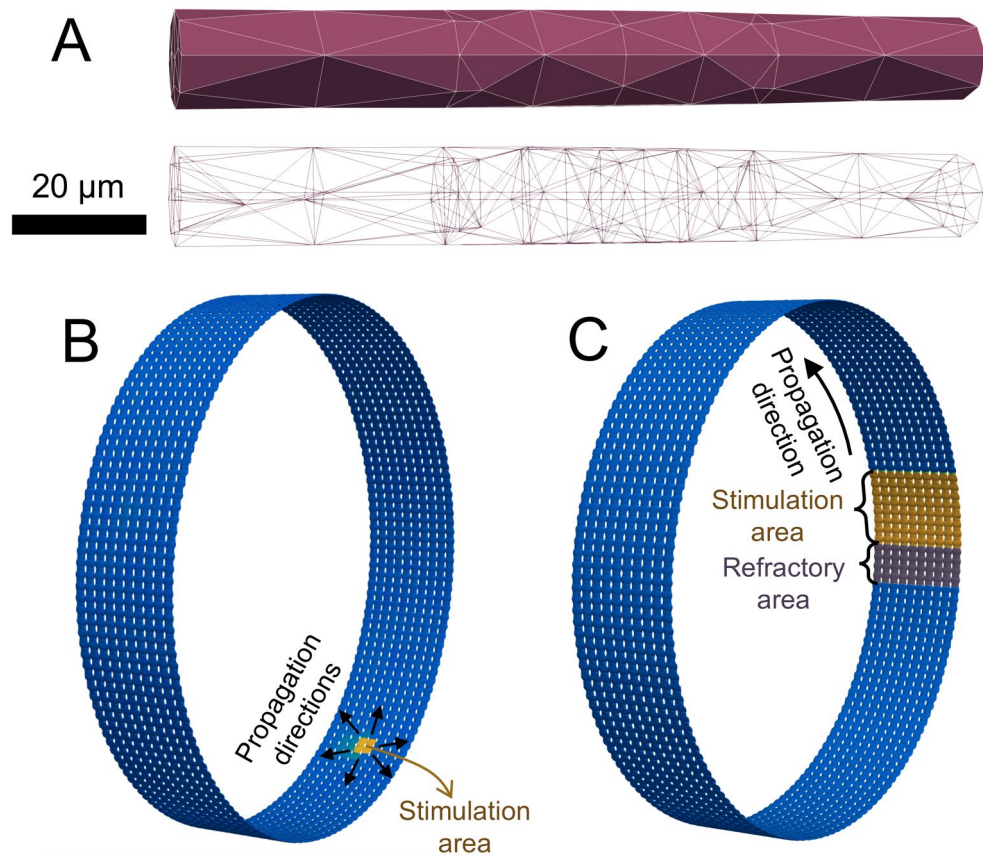 A
20 μm
B
Propagation
directions
Stimulation
area
C
Propagation
direction
Stimulation
area
Refractory
area